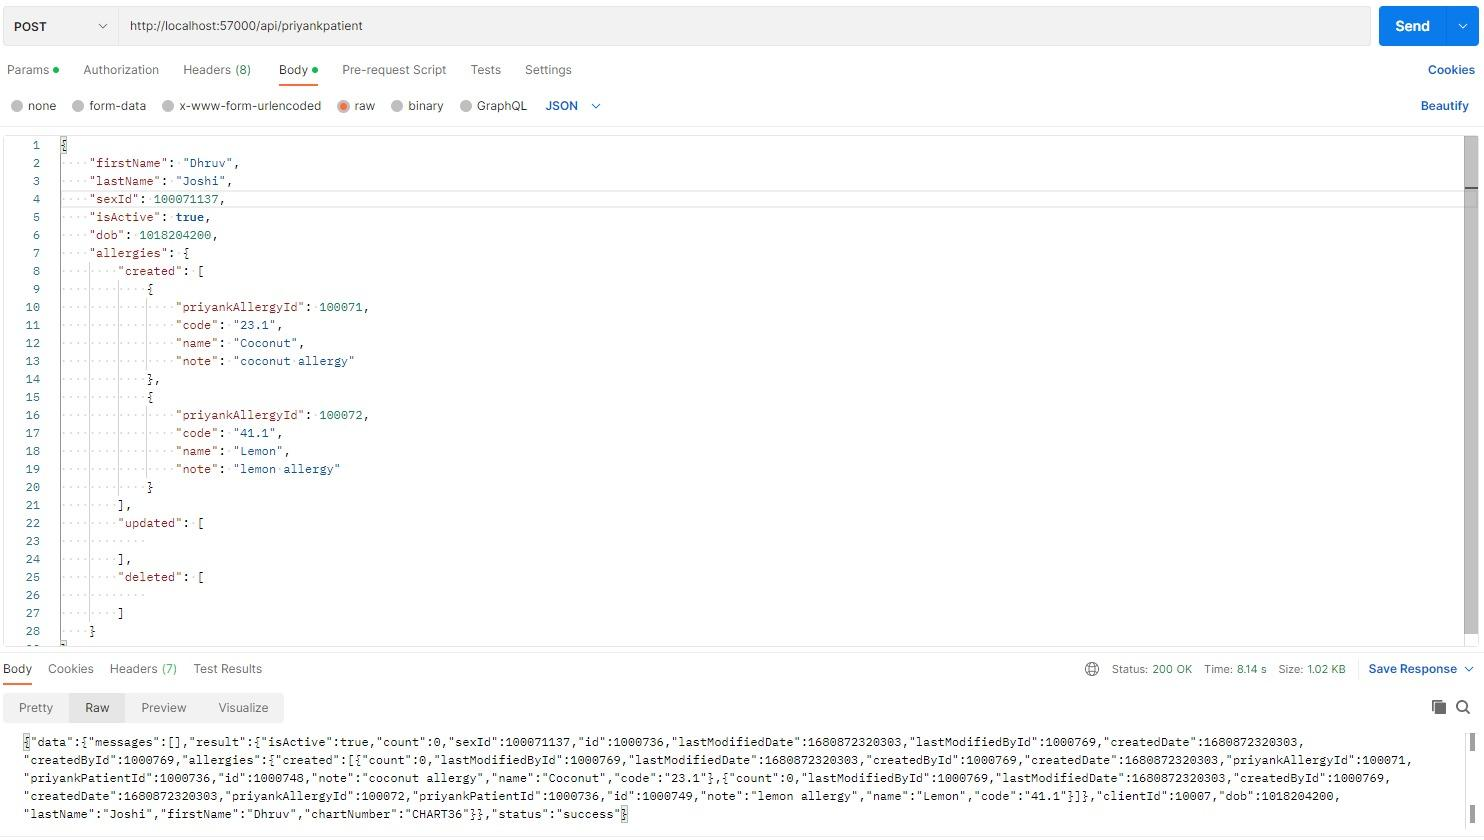 POST http://localhost:57000/api/priyankpatient Send
Params Authorization Headers (8) Body Pre-request Script Tests Settings Cookies
none form-data x-www-form-urlencoded raw binary GraphQL JSON Beautify
1 {
2 "firstName": "Dhruv",
3 "lastName": "Joshi",
4 "sexId": 100071137,
5 "isActive": true,
6 "dob": 1018204200,
7 "allergies": {
8 "created": [
9 {
10 "priyankAllergyId": 100071,
11 "code": "23.1",
12 "name": "Coconut",
13 "note": "coconut allergy"
14 },
15 {
16 "priyankAllergyId": 100072,
17 "code": "41.1",
18 "name": "Lemon",
19 "note": "lemon allergy"
20 }
21 ],
22 "updated": [
23
24 ],
25 "deleted": [
26
27 ]
28 }
Body Cookies Headers (7) Test Results Status: 200 OK Time: 8.14 s Size: 1.02 KB Save Response
Pretty Raw Preview Visualize
{"data":{"messages":[],"result":{"isActive":true,"count":0,"sexId":100071137,"id":1000736,"lastModifiedDate":1680872320303,"lastModifiedById":1000769,"createdDate":1680872320303,
"createdById":1000769,"allergies":{"created":[{"count":0,"lastModifiedById":1000769,"lastModifiedDate":1680872320303,"createdById":1000769,"createdDate":1680872320303,"priyankAllergyId":100071,
"priyankPatientId":1000736,"id":1000748,"note":"coconut allergy","name":"Coconut","code":"23.1"},{"count":0,"lastModifiedById":1000769,"lastModifiedDate":1680872320303,"createdById":1000769,
"createdDate":1680872320303,"priyankAllergyId":100072,"priyankPatientId":1000736,"id":1000749,"note":"lemon allergy","name":"Lemon","code":"41.1"}]},"clientId":10007,"dob":1018204200,
"lastName":"Joshi","firstName":"Dhruv","chartNumber":"CHART36"}},"status":"success"}